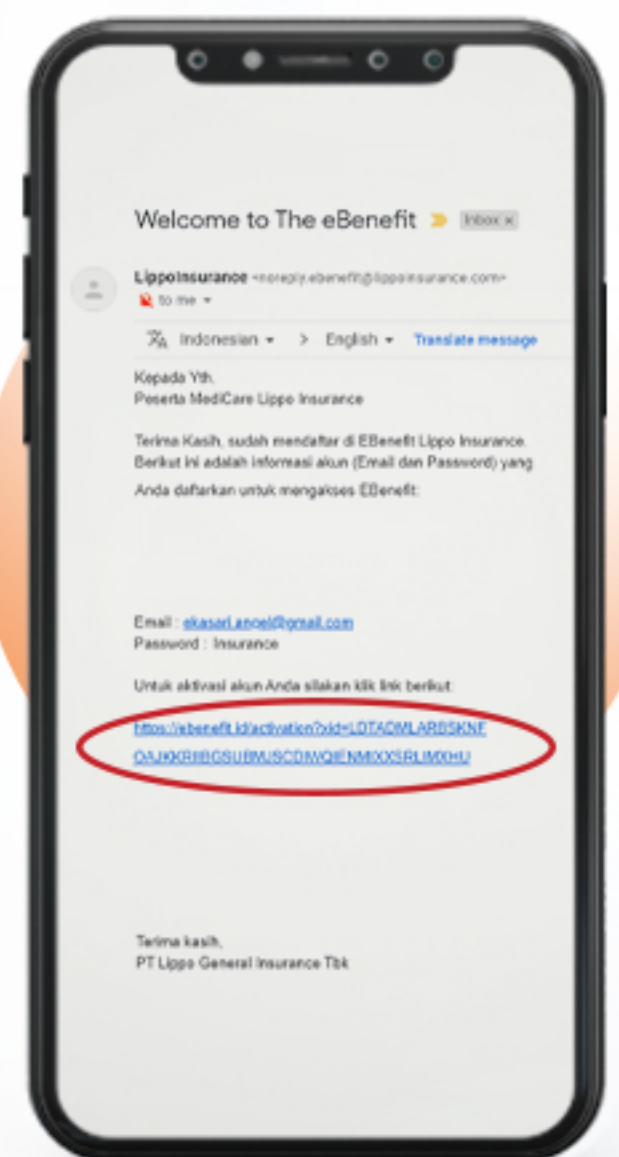 Welcome to The eBenefit Inbox x
LippoInsurance <noreply.ebenefit@lippoinsurance.com>
to me
Indonesian > English Translate message
Kepada Yth,
Peserta MediCare Lippo Insurance
Terima Kasih, sudah mendaftar di EBenefit Lippo Insurance.
Berikut ini adalah informasi akun (Email dan Password) yang
Anda daftarkan untuk mengakses EBenefit:
Email : ekasari.angel@gmail.com
Password : Insurance
Untuk aktivasi akun Anda silakan klik link berikut:
Terima kasih,
PT Lippo General Insurance Tbk